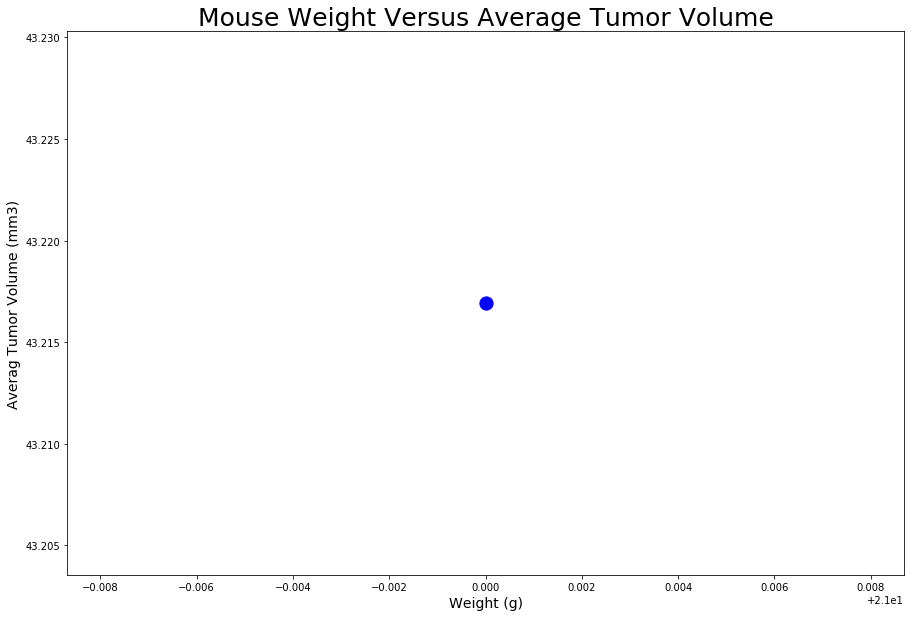 Mouse Weight Versus Average Tumor Volume
43.230
43.225
43.220
43.215
43.210
43.205
Averag Tumor Volume (mm3)
−0.008 −0.006 −0.004 −0.002 0.000 0.002 0.004 0.006 0.008
+2.1e1
Weight (g)